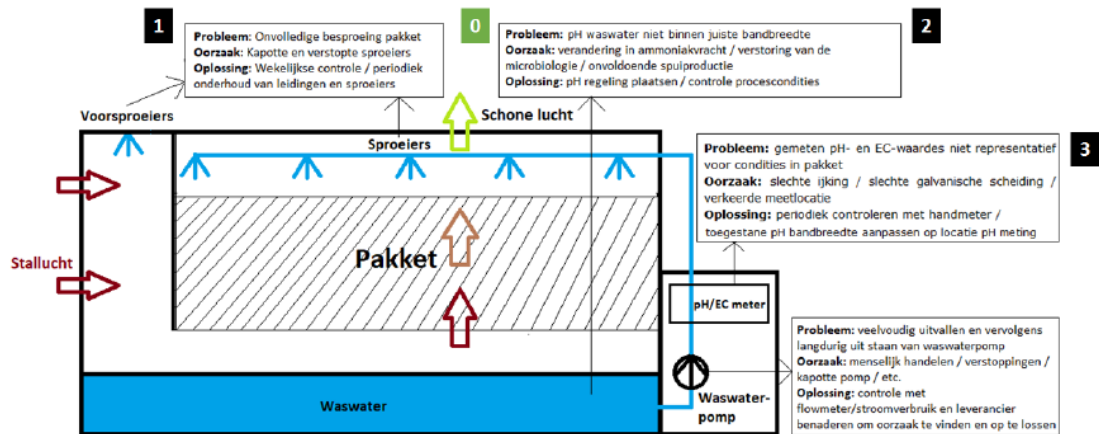 1
Probleem: Onvolledige besproeing pakket
Oorzaak: Kapotte en verstopte sproeiers
Oplossing: Wekelijkse controle / periodiek
onderhoud van leidingen en sproeiers
0
Probleem: pH waswater niet binnen juiste bandbreedte
Oorzaak: verandering in ammoniakvracht / verstoring van de
microbiologie / onvoldoende spuiproductie
Oplossing: pH regeling plaatsen / controle procescondities
2
Voorsproeiers
Schone lucht
Sproeiers
Probleem: gemeten pH- en EC-waardes niet representatief
voor condities in pakket
Oorzaak: slechte ijking / slechte galvanische scheiding /
verkeerde meetlocatie
Oplossing: periodiek controleren met handmeter /
toegestane pH bandbreedte aanpassen op locatie pH meting
3
Stallucht
Pakket
pH/EC meter
Probleem: veelvoudig uitvallen en vervolgens
langdurig uit staan van waswaterpomp
Oorzaak: menselijk handelen / verstoppingen /
kapotte pomp / etc.
Oplossing: controle met
flowmeter/stroomverbruik en leverancier
benaderen om oorzaak te vinden en op te lossen
Waswater
Waswater-
pomp